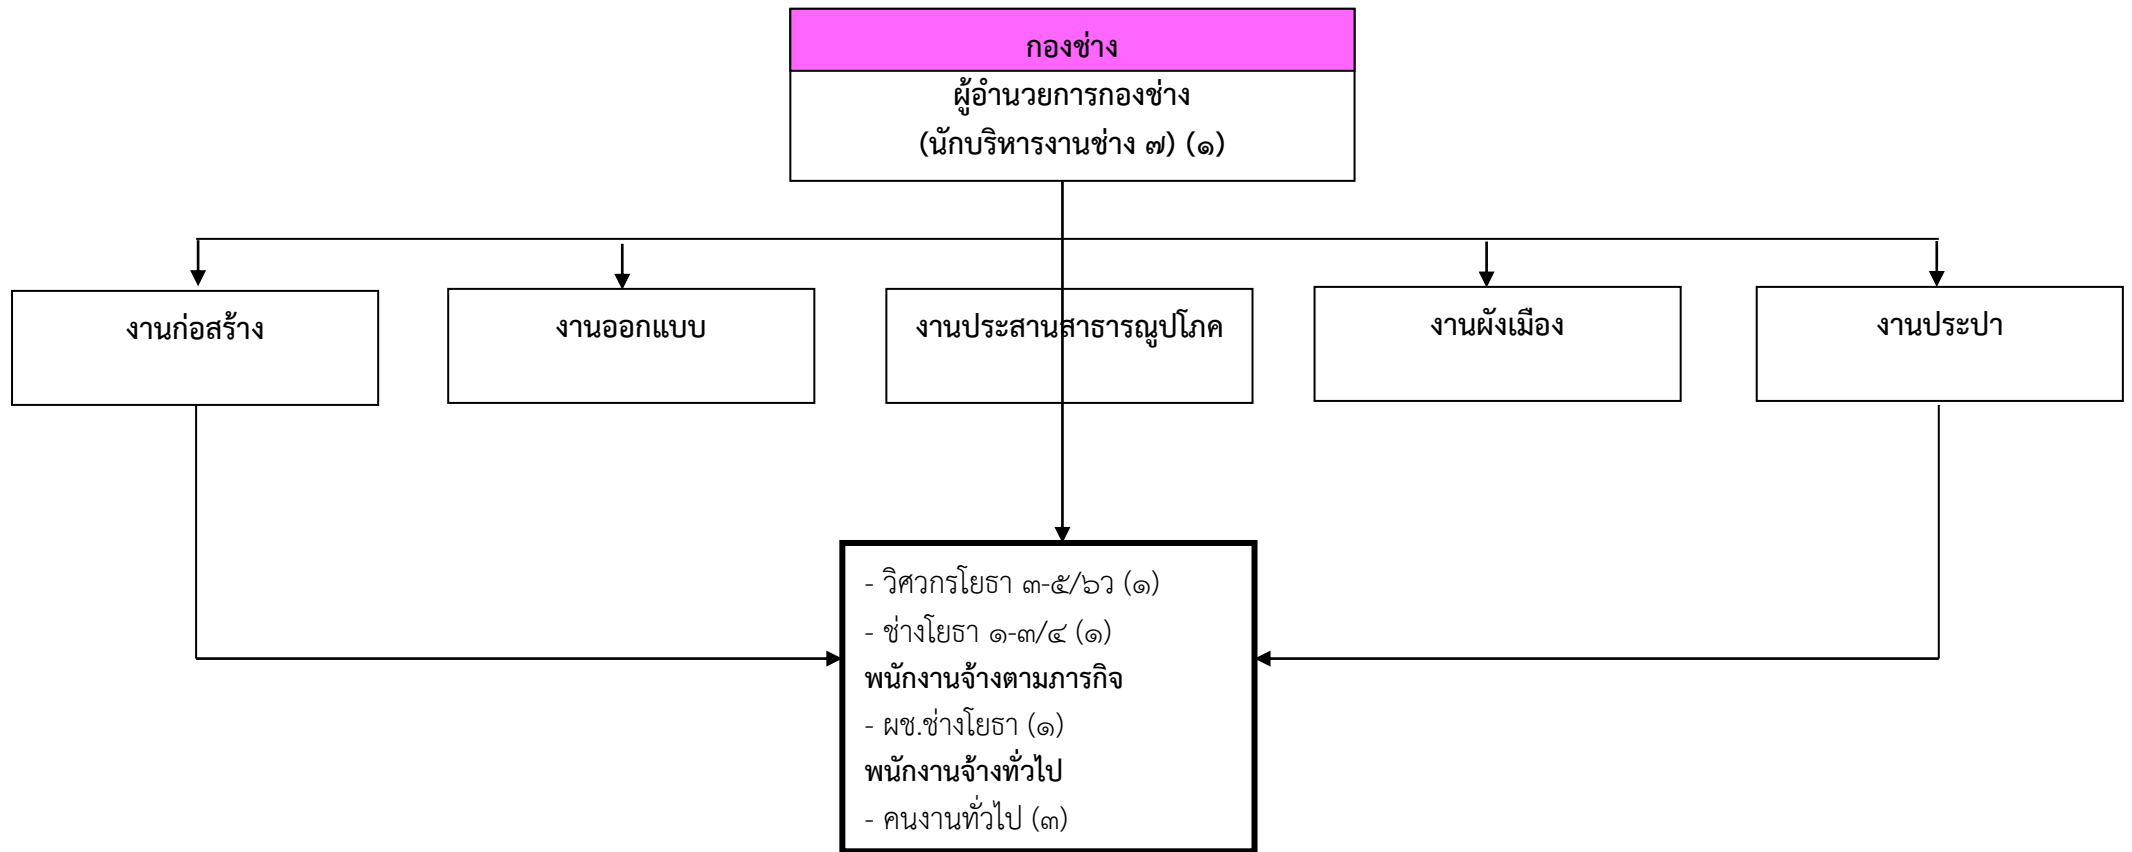 กองช่าง
ผู้อำนวยการกองช่าง
(นักบริหารงานช่าง ๗) (๑)
งานก่อสร้าง
งานออกแบบ
งานประสานสาธารณูปโภค
งานผังเมือง
งานประปา
- วิศวกรโยธา ๓-๕/๖ว (๑)
- ช่างโยธา ๑-๓/๔ (๑)
พนักงานจ้างตามภารกิจ
- ผช.ช่างโยธา (๑)
พนักงานจ้างทั่วไป
- คนงานทั่วไป (๓)